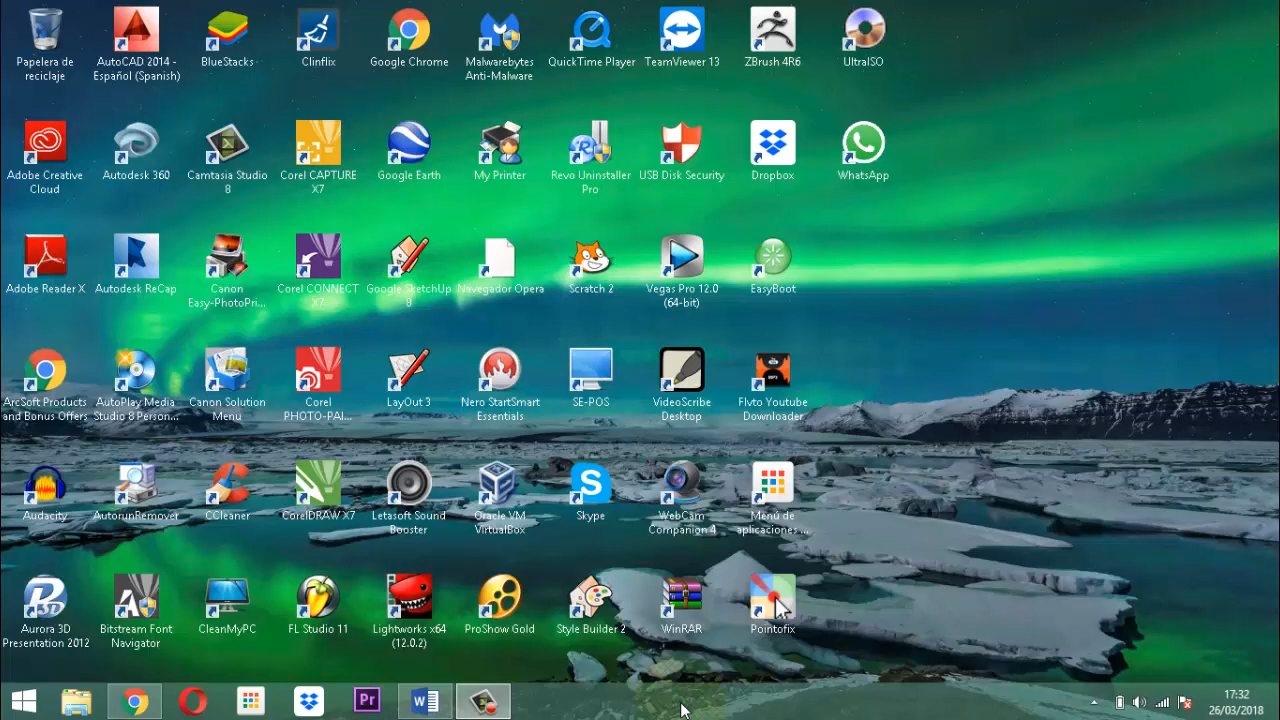 Papelera de
reciclaje
AutoCAD 2014 -
Español (Spanish)
BlueStacks
Clinflix
Google Chrome
Malwarebytes
Anti-Malware
QuickTime Player
TeamViewer 13
ZBrush 4R6
UltraISO
Adobe Creative
Cloud
Autodesk 360
Camtasia Studio
8
Corel CAPTURE
X7
Google Earth
My Printer
Revo Uninstaller
Pro
USB Disk Security
Dropbox
WhatsApp
Adobe Reader X
Autodesk ReCap
Canon
Easy-PhotoPri...
Corel CONNECT
X7
Google SketchUp
8
Navegador Opera
Scratch 2
Vegas Pro 12.0
(64-bit)
EasyBoot
ArcSoft Products
and Bonus Offers
AutoPlay Media
Studio 8 Person...
Canon Solution
Menu
Corel
PHOTO-PAI...
LayOut 3
Nero StartSmart
Essentials
SE-POS
VideoScribe
Desktop
Flvto Youtube
Downloader
Audacity
AutorunRemover
CCleaner
CorelDRAW X7
Letasoft Sound
Booster
Oracle VM
VirtualBox
Skype
WebCam
Companion 4
Menú de
aplicaciones ...
Aurora 3D
Presentation 2012
Bitstream Font
Navigator
CleanMyPC
FL Studio 11
Lightworks x64
(12.0.2)
ProShow Gold
Style Builder 2
WinRAR
Pointofix
Pr
17:32
26/03/2018